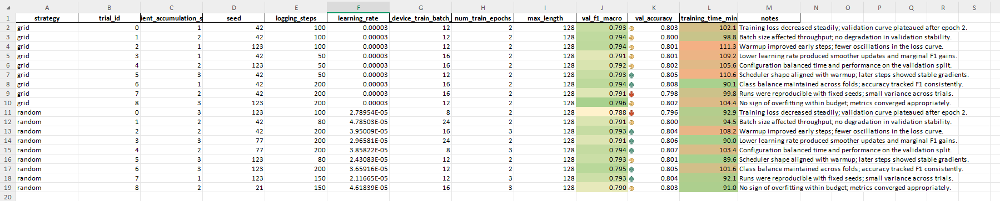 A B C D E F G H I J K L M N O P Q R S
1 strategy trial_id ient_accumulation_s seed logging_steps learning_rate _device_train_batch_ num_train_epochs max_length val_f1_macro val_accuracy training_time_min notes
2 grid 0 1 42 100 0.00003 12 2 128 0.793 0.803 102.1 Training loss decreased steadily; validation curve plateaued after epoch 2.
3 grid 1 2 42 100 0.00003 12 2 128 0.794 0.800 98.8 Batch size affected throughput; no degradation in validation stability.
4 grid 2 1 123 100 0.00003 12 2 128 0.794 0.801 111.3 Warmup improved early steps; fewer oscillations in the loss curve.
5 grid 3 1 42 50 0.00003 16 2 128 0.791 0.801 109.2 Lower learning rate produced smoother updates and marginal F1 gains.
6 grid 4 2 123 50 0.00003 16 2 128 0.792 0.802 105.6 Configuration balanced time and performance on the validation split.
7 grid 5 3 42 50 0.00003 12 2 128 0.793 0.805 110.6 Scheduler shape aligned with warmup; later steps showed stable gradients.
8 grid 6 1 42 200 0.00003 16 2 128 0.794 0.808 90.1 Class balance maintained across folds; accuracy tracked F1 consistently.
9 grid 7 2 42 200 0.00003 16 2 128 0.791 0.798 99.8 Runs were reproducible with fixed seeds; small variance across trials.
10 grid 8 3 123 200 0.00003 12 2 128 0.796 0.802 104.4 No sign of overfitting within budget; metrics converged appropriately.
11 random 0 3 123 100 2.78954E-05 8 2 128 0.788 0.796 92.9 Training loss decreased steadily; validation curve plateaued after epoch 2.
12 random 1 2 42 80 4.78503E-05 24 2 128 0.791 0.800 94.5 Batch size affected throughput; no degradation in validation stability.
13 random 2 2 42 200 3.95009E-05 16 3 128 0.793 0.804 108.2 Warmup improved early steps; fewer oscillations in the loss curve.
14 random 3 3 77 200 2.96581E-05 24 2 128 0.791 0.806 90.0 Lower learning rate produced smoother updates and marginal F1 gains.
15 random 4 2 77 200 3.85822E-05 8 3 128 0.794 0.807 103.4 Configuration balanced time and performance on the validation split.
16 random 5 3 123 80 2.43083E-05 12 2 128 0.793 0.801 89.6 Scheduler shape aligned with warmup; later steps showed stable gradients.
17 random 6 3 123 200 3.65916E-05 12 3 128 0.795 0.805 101.6 Class balance maintained across folds; accuracy tracked F1 consistently.
18 random 7 1 123 150 2.11665E-05 12 3 128 0.793 0.804 92.1 Runs were reproducible with fixed seeds; small variance across trials.
19 random 8 2 21 150 4.61839E-05 16 3 128 0.790 0.803 91.0 No sign of overfitting within budget; metrics converged appropriately.
20